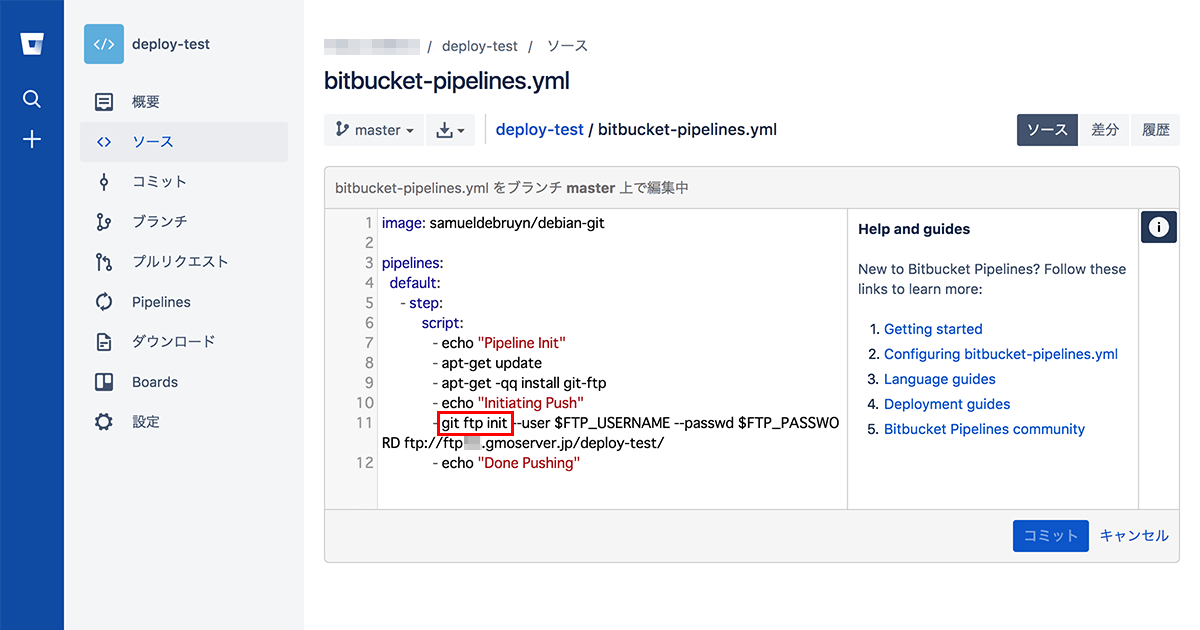 deploy-test
概要
ソース
コミット
ブランチ
プルリクエスト
Pipelines
ダウンロード
Boards
設定
/ deploy-test / ソース
bitbucket-pipelines.yml
master
deploy-test / bitbucket-pipelines.yml
ソース 差分 履歴
bitbucket-pipelines.yml をブランチ master 上で編集中
1 image: samueldebruyn/debian-git
2
3 pipelines:
4 default:
5 - step:
6 script:
7 - echo "Pipeline Init"
8 - apt-get update
9 - apt-get -qq install git-ftp
10 - echo "Initiating Push"
11 - git ftp init --user $FTP_USERNAME --passwd $FTP_PASSWO
RD ftp://ftp .gmoserver.jp/deploy-test/
12 - echo "Done Pushing"
Help and guides
New to Bitbucket Pipelines? Follow these
links to learn more:
1. Getting started
2. Configuring bitbucket-pipelines.yml
3. Language guides
4. Deployment guides
5. Bitbucket Pipelines community
コミット キャンセル